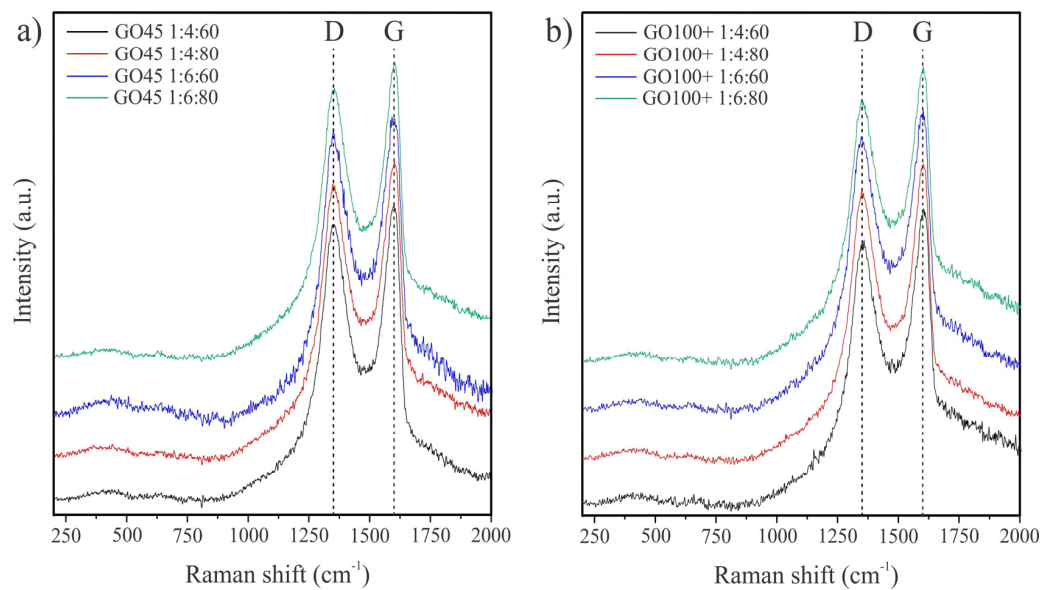 a)
GO45 1:4:60
GO45 1:4:80
GO45 1:6:60
GO45 1:6:80
D G
Intensity (a.u.)
250 500 750 1000 1250 1500 1750 2000
Raman shift (cm-1)
b)
GO100+ 1:4:60
GO100+ 1:4:80
GO100+ 1:6:60
GO100+ 1:6:80
D G
Intensity (a.u.)
250 500 750 1000 1250 1500 1750 2000
Raman shift (cm-1)